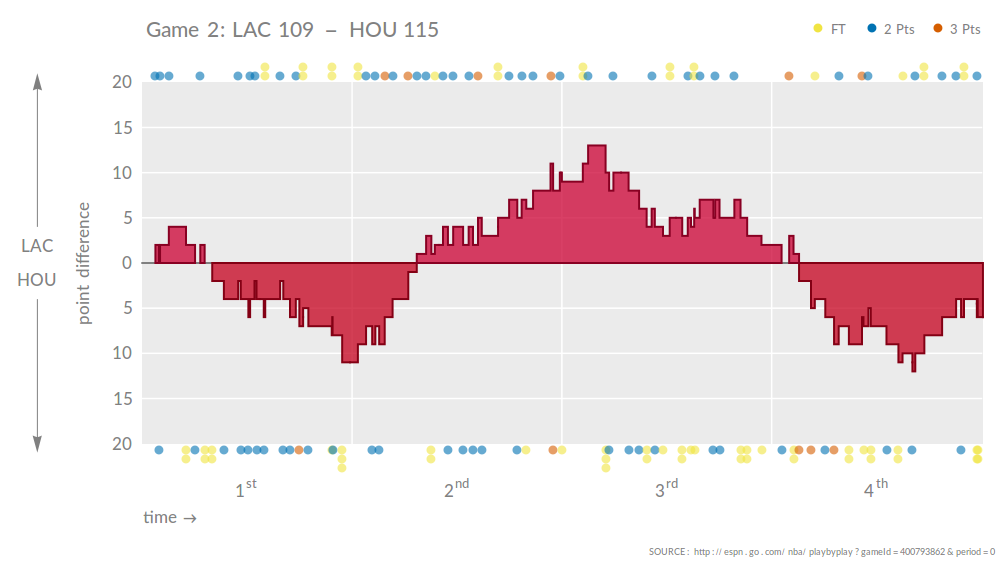 Game 2: LAC 109 – HOU 115
FT 2 Pts 3 Pts
20
15
10
5
0
5
10
15
20
LAC
HOU
point difference
1st 2nd 3rd 4th
time →
SOURCE : http :// espn . go . com/ nba/ playbyplay ? gameId = 400793862 & period = 0